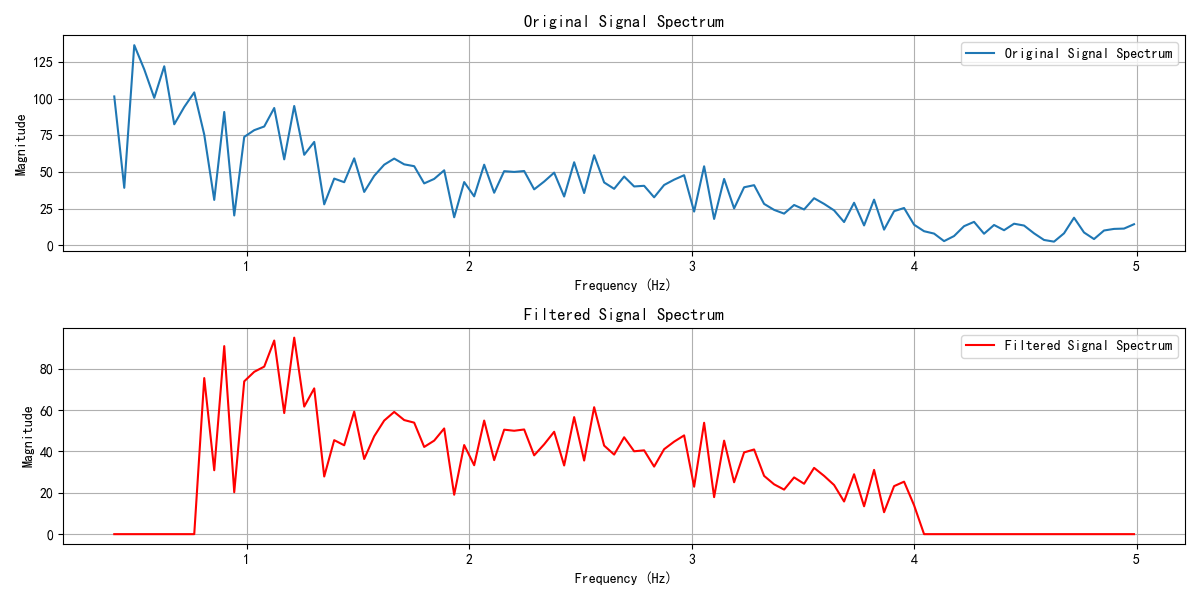 Original Signal Spectrum
Original Signal Spectrum
125
100
75
50
25
0
Magnitude
1 2 3 4 5
Frequency (Hz)
Filtered Signal Spectrum
Filtered Signal Spectrum
80
60
40
20
0
Magnitude
1 2 3 4 5
Frequency (Hz)